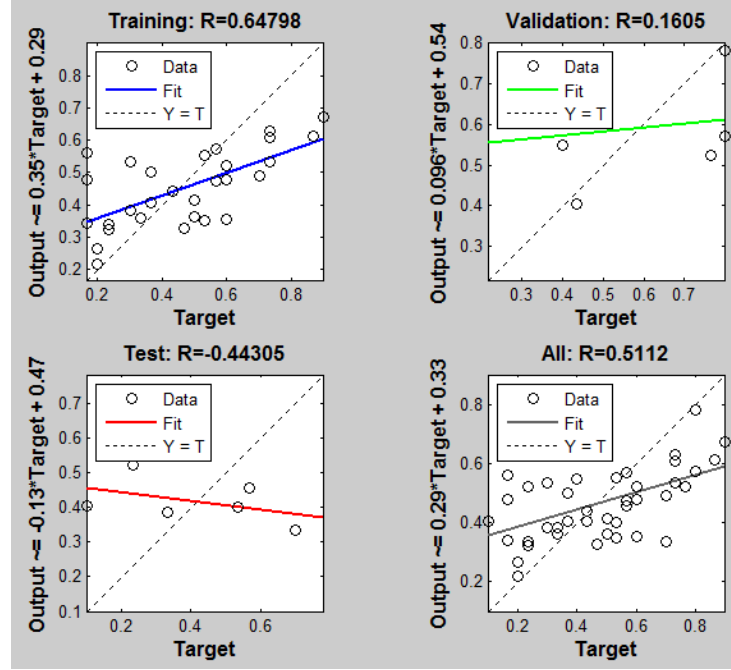 Training: R=0.64798
Output ~= 0.35*Target + 0.29
Data
Fit
Y = T
0.9
0.8
0.7
0.6
0.5
0.4
0.3
0.2
0.2 0.4 0.6 0.8
Target
Validation: R=0.1605
Output ~= 0.096*Target + 0.54
Data
Fit
Y = T
0.8
0.7
0.6
0.5
0.4
0.3
0.3 0.4 0.5 0.6 0.7
Target
Test: R=-0.44305
Output ~= -0.13*Target + 0.47
Data
Fit
Y = T
0.7
0.6
0.5
0.4
0.3
0.2
0.1
0.2 0.4 0.6
Target
All: R=0.5112
Output ~= 0.29*Target + 0.33
Data
Fit
Y = T
0.8
0.6
0.4
0.2
0.2 0.4 0.6 0.8
Target